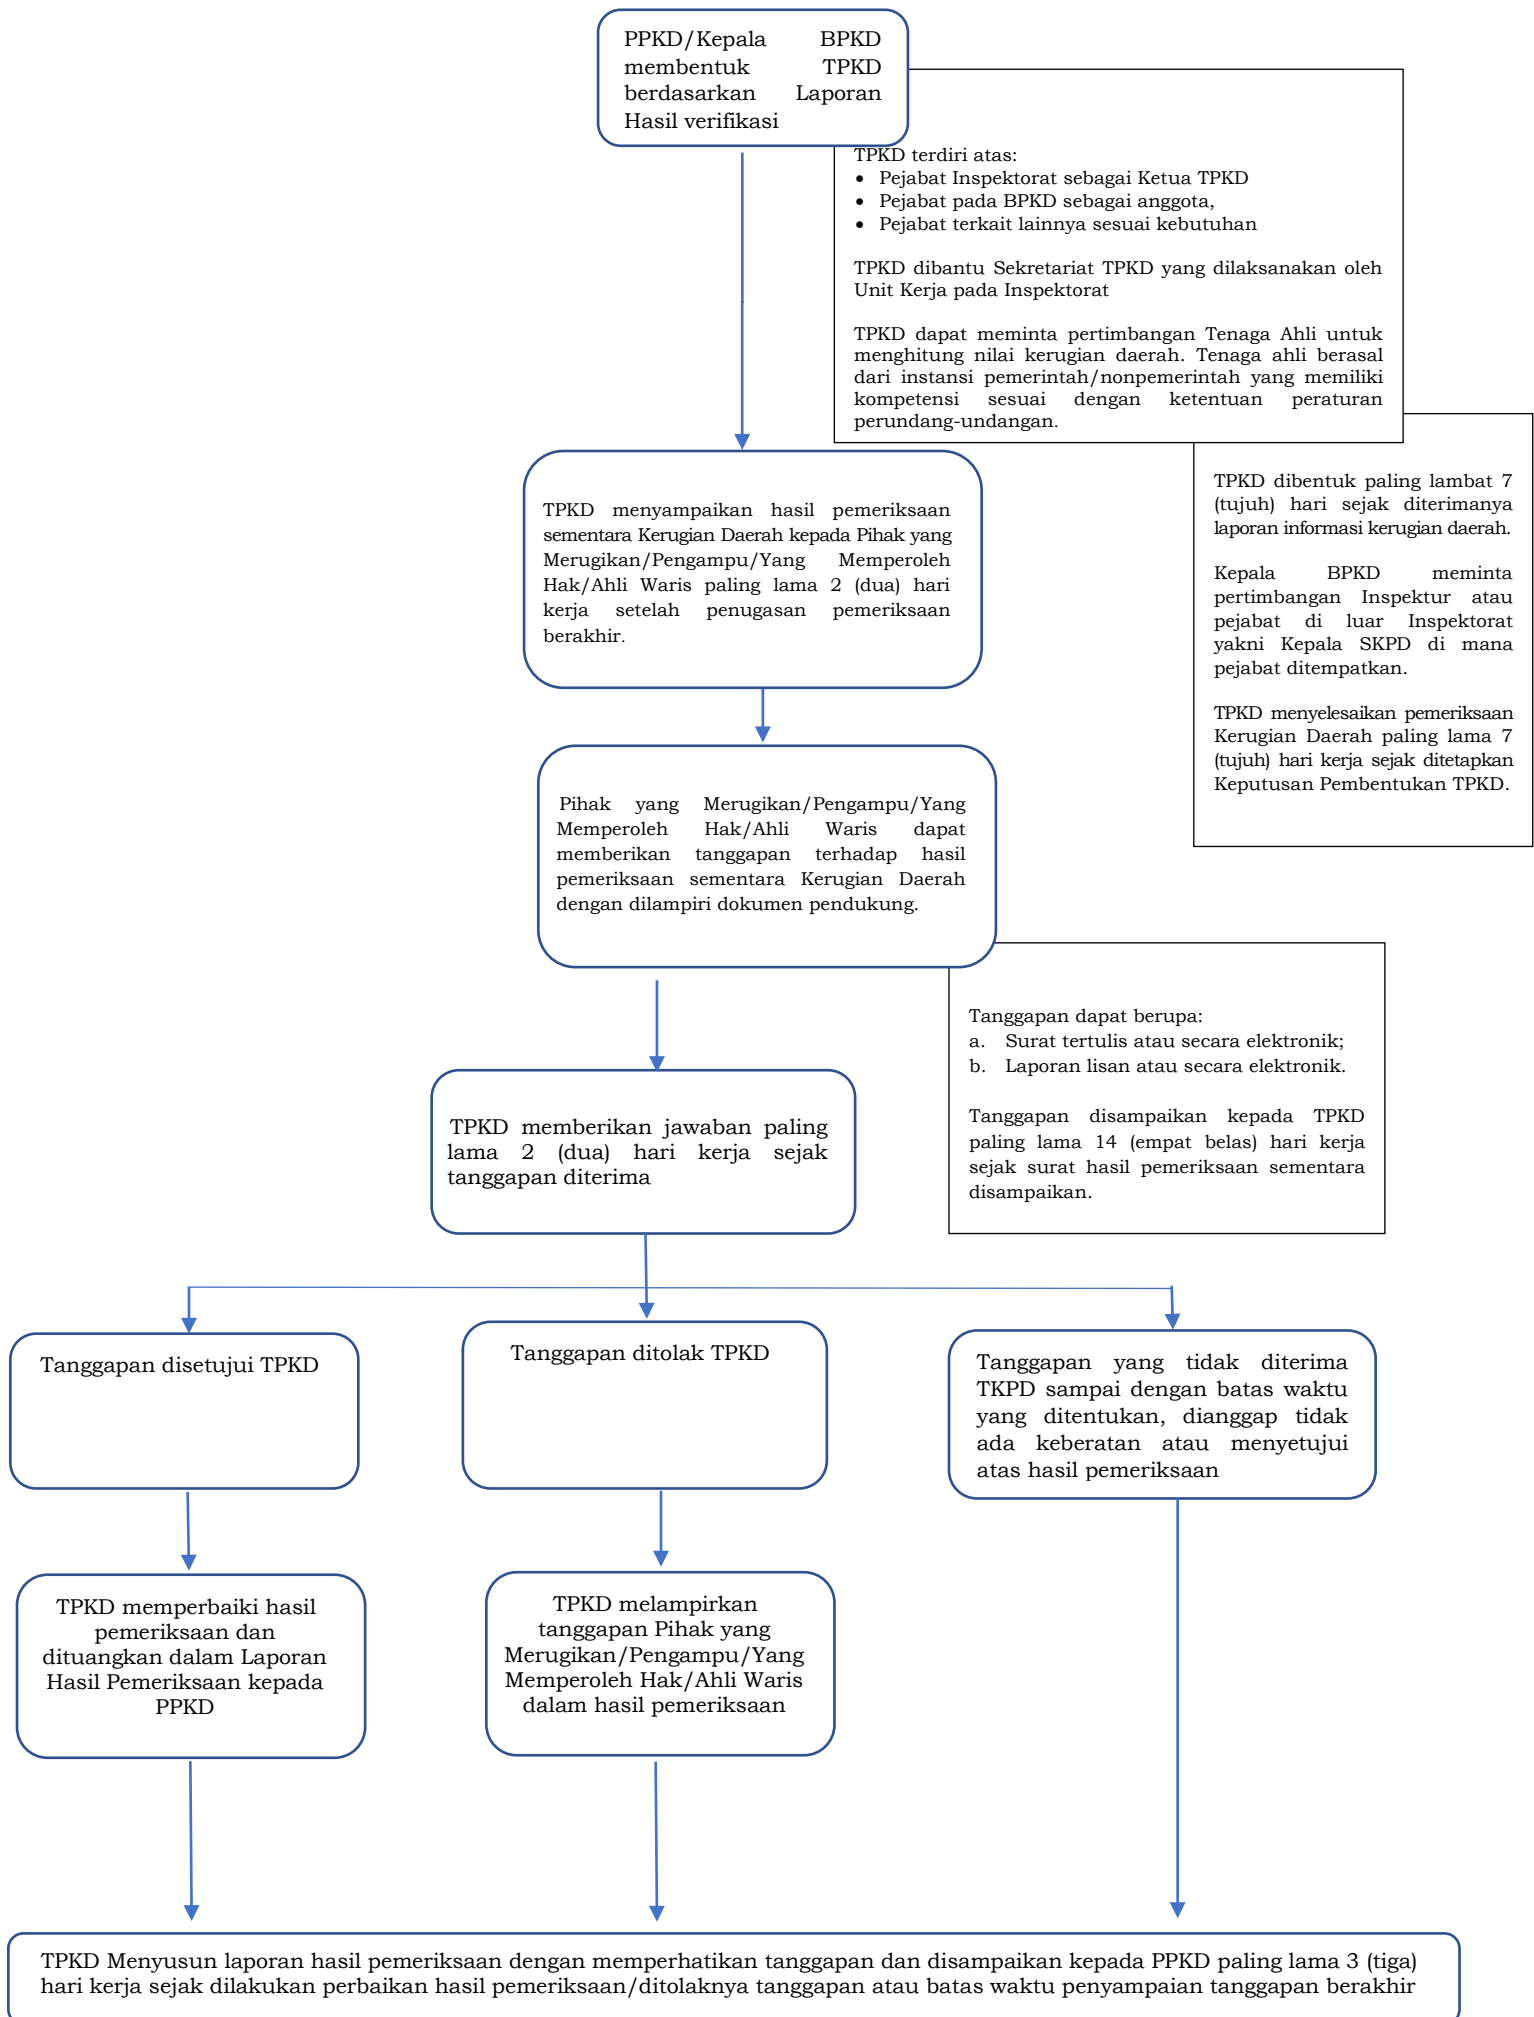 PPKD/Kepala BPKD
membentuk TPKD
berdasarkan Laporan
Hasil verifikasi
TPKD terdiri atas:
• Pejabat Inspektorat sebagai Ketua TPKD
• Pejabat pada BPKD sebagai anggota,
• Pejabat terkait lainnya sesuai kebutuhan
TPKD dibantu Sekretariat TPKD yang dilaksanakan oleh
Unit Kerja pada Inspektorat
TPKD dapat meminta pertimbangan Tenaga Ahli untuk
menghitung nilai kerugian daerah. Tenaga ahli berasal
dari instansi pemerintah/nonpemerintah yang memiliki
kompetensi sesuai dengan ketentuan peraturan
perundang-undangan.
TPKD dibentuk paling lambat 7
(tujuh) hari sejak diterimanya
laporan informasi kerugian daerah.
Kepala BPKD meminta
pertimbangan Inspektur atau
pejabat di luar Inspektorat
yakni Kepala SKPD di mana
pejabat ditempatkan.
TPKD menyelesaikan pemeriksaan
Kerugian Daerah paling lama 7
(tujuh) hari kerja sejak ditetapkan
Keputusan Pembentukan TPKD.
TPKD menyampaikan hasil pemeriksaan
sementara Kerugian Daerah kepada Pihak yang
Merugikan/Pengampu/Yang Memperoleh
Hak/Ahli Waris paling lama 2 (dua) hari
kerja setelah penugasan pemeriksaan
berakhir.
Pihak yang Merugikan/Pengampu/Yang
Memperoleh Hak/Ahli Waris dapat
memberikan tanggapan terhadap hasil
pemeriksaan sementara Kerugian Daerah
dengan dilampiri dokumen pendukung.
Tanggapan dapat berupa:
a. Surat tertulis atau secara elektronik;
b. Laporan lisan atau secara elektronik.
Tanggapan disampaikan kepada TPKD
paling lama 14 (empat belas) hari kerja
sejak surat hasil pemeriksaan sementara
disampaikan.
TPKD memberikan jawaban paling
lama 2 (dua) hari kerja sejak
tanggapan diterima
Tanggapan disetujui TPKD
Tanggapan ditolak TPKD
Tanggapan yang tidak diterima
TKPD sampai dengan batas waktu
yang ditentukan, dianggap tidak
ada keberatan atau menyetujui
atas hasil pemeriksaan
TPKD memperbaiki hasil
pemeriksaan dan
dituangkan dalam Laporan
Hasil Pemeriksaan kepada
PPKD
TPKD melampirkan
tanggapan Pihak yang
Merugikan/Pengampu/Yang
Memperoleh Hak/Ahli Waris
dalam hasil pemeriksaan
TPKD Menyusun laporan hasil pemeriksaan dengan memperhatikan tanggapan dan disampaikan kepada PPKD paling lama 3 (tiga)
hari kerja sejak dilakukan perbaikan hasil pemeriksaan/ditolaknya tanggapan atau batas waktu penyampaian tanggapan berakhir